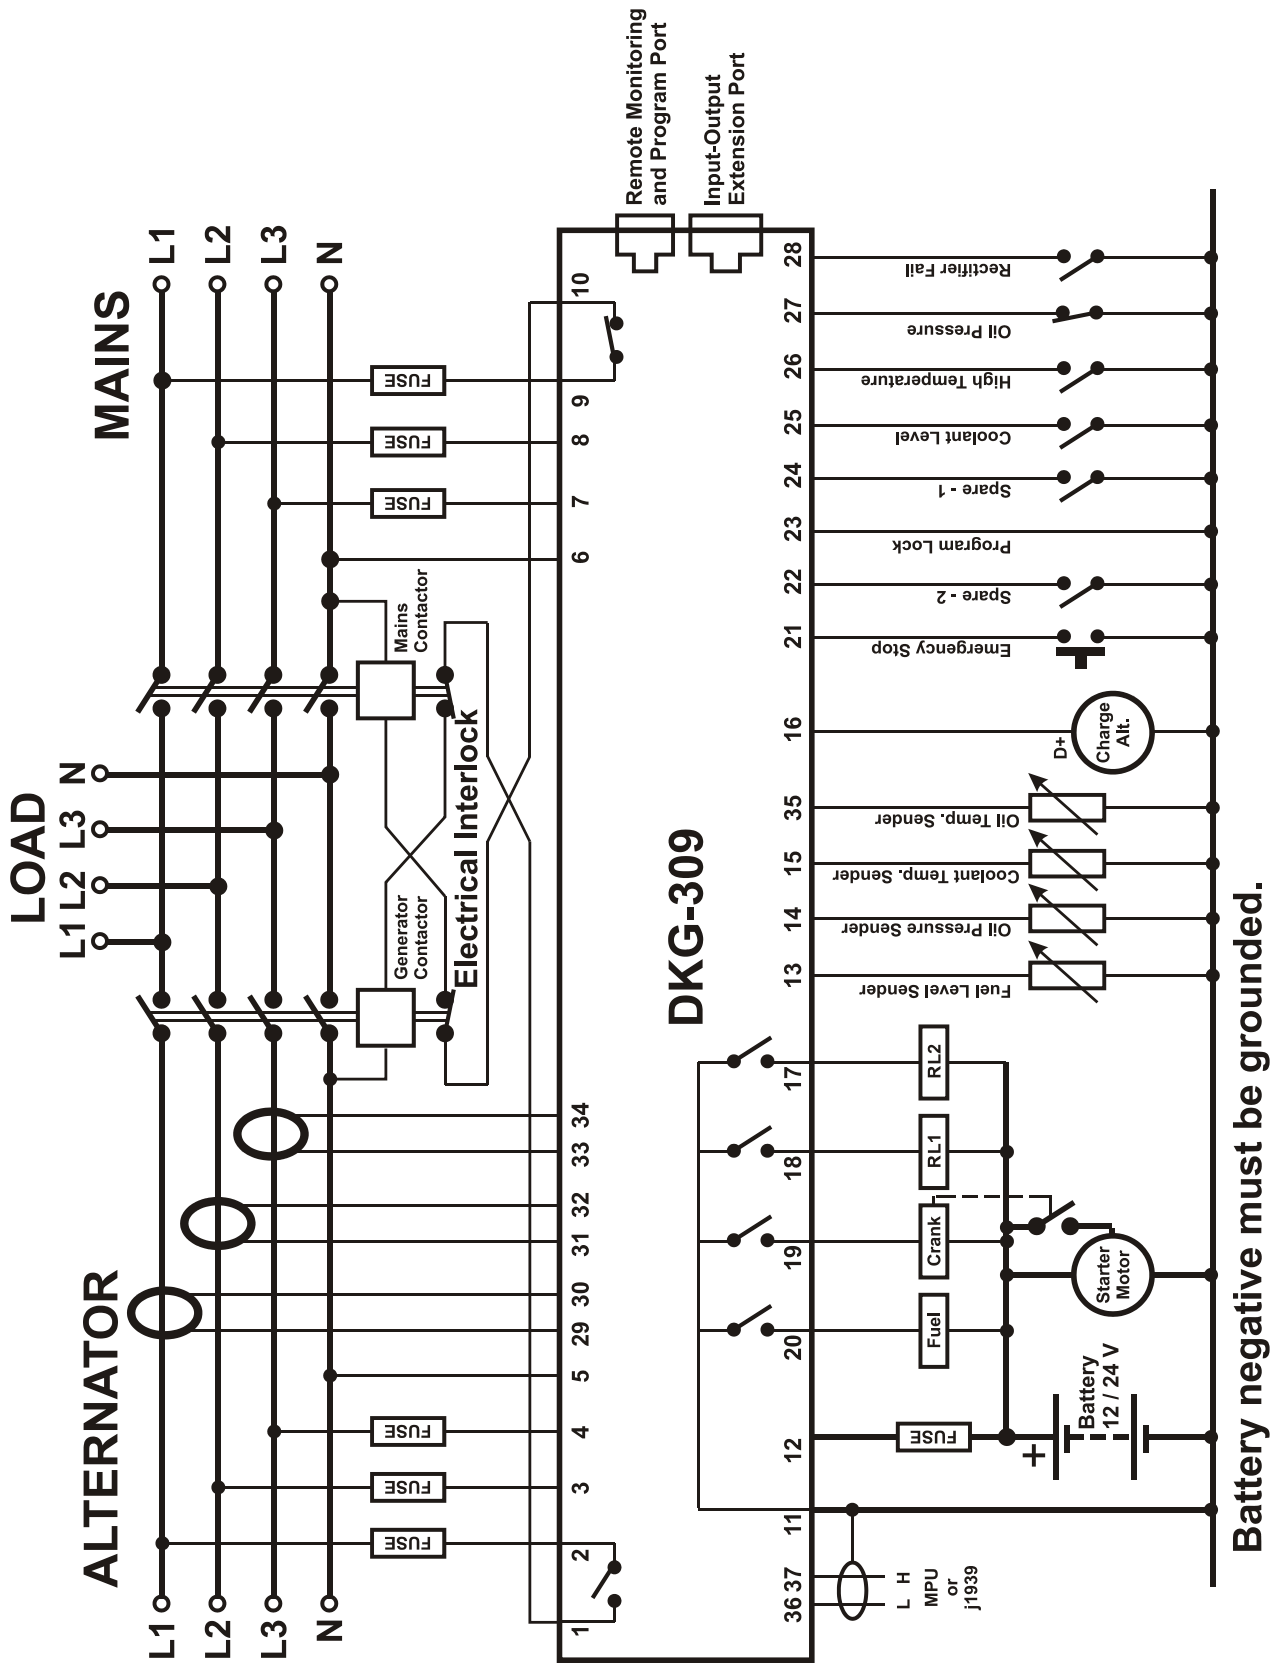 ALTERNATOR
LOAD
MAINS
L1
L2
L3
N
L1
L2
L3
N
L1
L2
L3
N
FUSE
FUSE
FUSE
FUSE
FUSE
FUSE
Generator
Contactor
Mains
Contactor
Electrical Interlock
1
2
3
4
5
29
30
31
32
33
34
6
7
8
9
10
DKG-309
Remote Monitoring
and Program Port
Input-Output
Extension Port
36
37
11
12
20
19
18
17
13
14
15
35
16
21
22
23
24
25
26
27
28
L
H
MPU
or
j1939
FUSE
+
Battery
12 / 24 V
Fuel
Crank
RL1
RL2
Starter
Motor
Fuel Level Sender
Oil Pressure Sender
Coolant Temp. Sender
Oil Temp. Sender
D+
Charge
Alt.
Emergency Stop
Spare - 2
Program Lock
Spare - 1
Coolant Level
High Temperature
Oil Pressure
Rectifier Fail
Battery negative must be grounded.